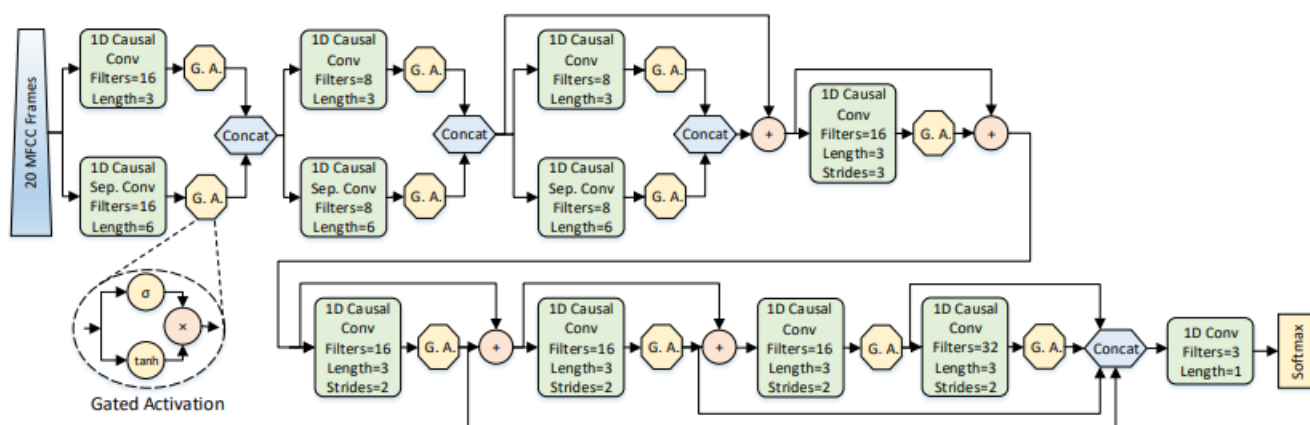 20 MFCC Frames
1D Causal
Conv
Filters=16
Length=3
G. A.
1D Causal
Sep. Conv
Filters=16
Length=6
G. A.
Concat
1D Causal
Conv
Filters=8
Length=3
G. A.
1D Causal
Sep. Conv
Filters=8
Length=6
G. A.
Concat
1D Causal
Conv
Filters=8
Length=3
G. A.
1D Causal
Sep. Conv
Filters=8
Length=6
G. A.
Concat
+
1D Causal
Conv
Filters=16
Length=3
Strides=3
G. A.
+
σ
×
tanh
Gated Activation
1D Causal
Conv
Filters=16
Length=3
Strides=2
G. A.
+
1D Causal
Conv
Filters=16
Length=3
Strides=2
G. A.
+
1D Causal
Conv
Filters=16
Length=3
Strides=2
G. A.
1D Causal
Conv
Filters=32
Length=3
Strides=2
G. A.
Concat
1D Conv
Filters=3
Length=1
Softmax